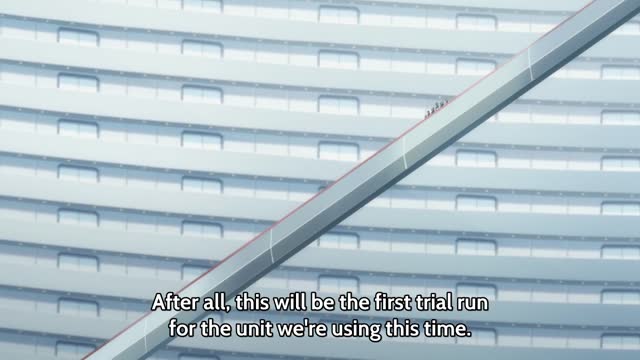 After all, this will be the first trial run
for the unit we're using this time.